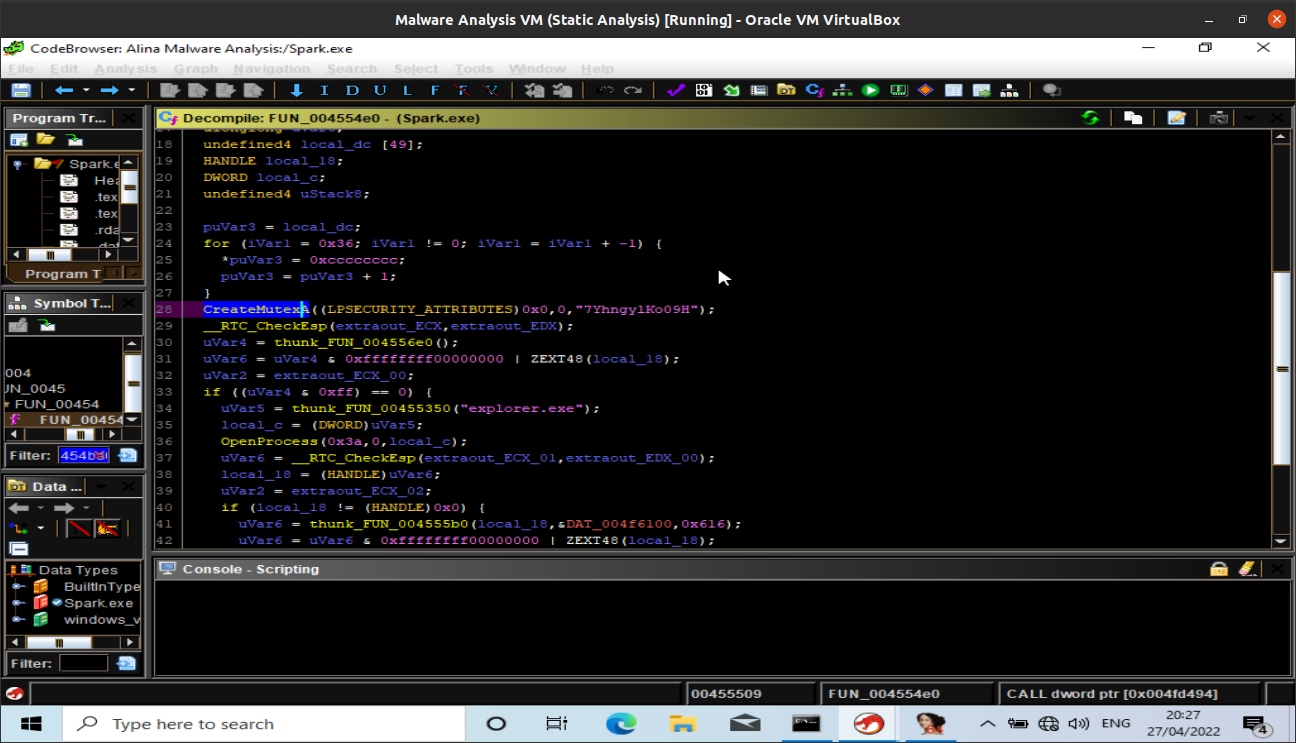 Malware Analysis VM (Static Analysis) [Running] - Oracle VM VirtualBox
CodeBrowser: Alina Malware Analysis:/Spark.exe
File Edit Analysis Graph Navigation Search Select Tools Window Help
I D U L F
Program Tr...
Spark.e
Hea
.tex
.tex
.rda
.dat
Program T
Symbol T...
004
UN_0045
FUN_00454
FUN_00454
Filter:
Data ...
Data Types
BuiltInType
Spark.exe
windows_v
Filter:
Decompile: FUN_004554e0 - (Spark.exe)
18 undefined4 local_dc [49];
19 HANDLE local_18;
20 DWORD local_c;
21 undefined4 uStack8;
22
23 puVar3 = local_dc;
24 for (iVar1 = 0x36; iVar1 != 0; iVar1 = iVar1 + -1) {
25 *puVar3 = 0xcccccccc;
26 puVar3 = puVar3 + 1;
27 }
28 CreateMutexA((LPSECURITY_ATTRIBUTES)0x0,0,"7YhngylKo09H");
29 __RTC_CheckEsp(extraout_ECX,extraout_EDX);
30 uVar4 = thunk_FUN_004556e0();
31 uVar6 = uVar4 & 0xffffffff00000000 | ZEXT48(local_18);
32 uVar2 = extraout_ECX_00;
33 if ((uVar4 & 0xff) == 0) {
34 uVar5 = thunk_FUN_00455350("explorer.exe");
35 local_c = (DWORD)uVar5;
36 OpenProcess(0x3a,0,local_c);
37 uVar6 = __RTC_CheckEsp(extraout_ECX_01,extraout_EDX_00);
38 local_18 = (HANDLE)uVar6;
39 uVar2 = extraout_ECX_02;
40 if (local_18 != (HANDLE)0x0) {
41 uVar6 = thunk_FUN_004555b0(local_18,&DAT_004f6100,0x616);
42 uVar6 = uVar6 & 0xffffffff00000000 | ZEXT48(local_18);
Console - Scripting
00455509
FUN_004554e0
CALL dword ptr [0x004fd494]
Type here to search
ENG
20:27
27/04/2022
4